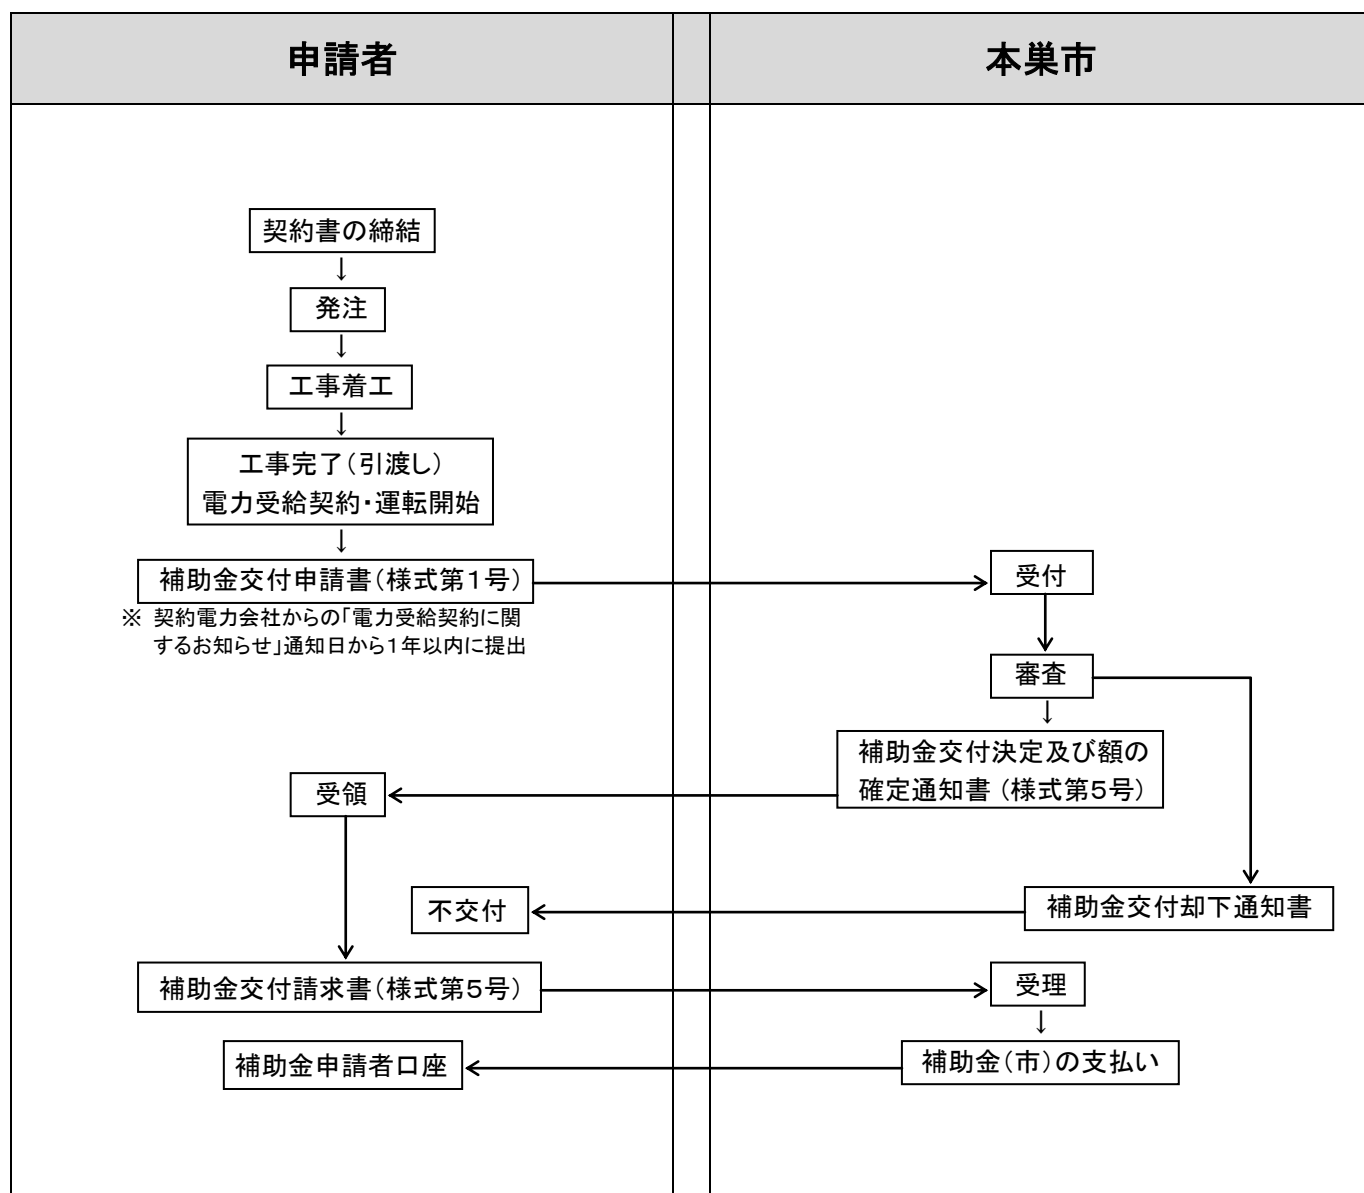 申請者
本巣市
契約書の締結
↓
発注
↓
工事着工
↓
工事完了(引渡し)
電力受給契約・運転開始
↓
補助金交付申請書(様式第1号)
※ 契約電力会社からの「電力受給契約に関
するお知らせ」通知日から1年以内に提出
受付
審査
↓
補助金交付決定及び額の
確定通知書(様式第5号)
受領
補助金交付却下通知書
不交付
補助金交付請求書(様式第5号)
受理
↓
補助金(市)の支払い
補助金申請者口座